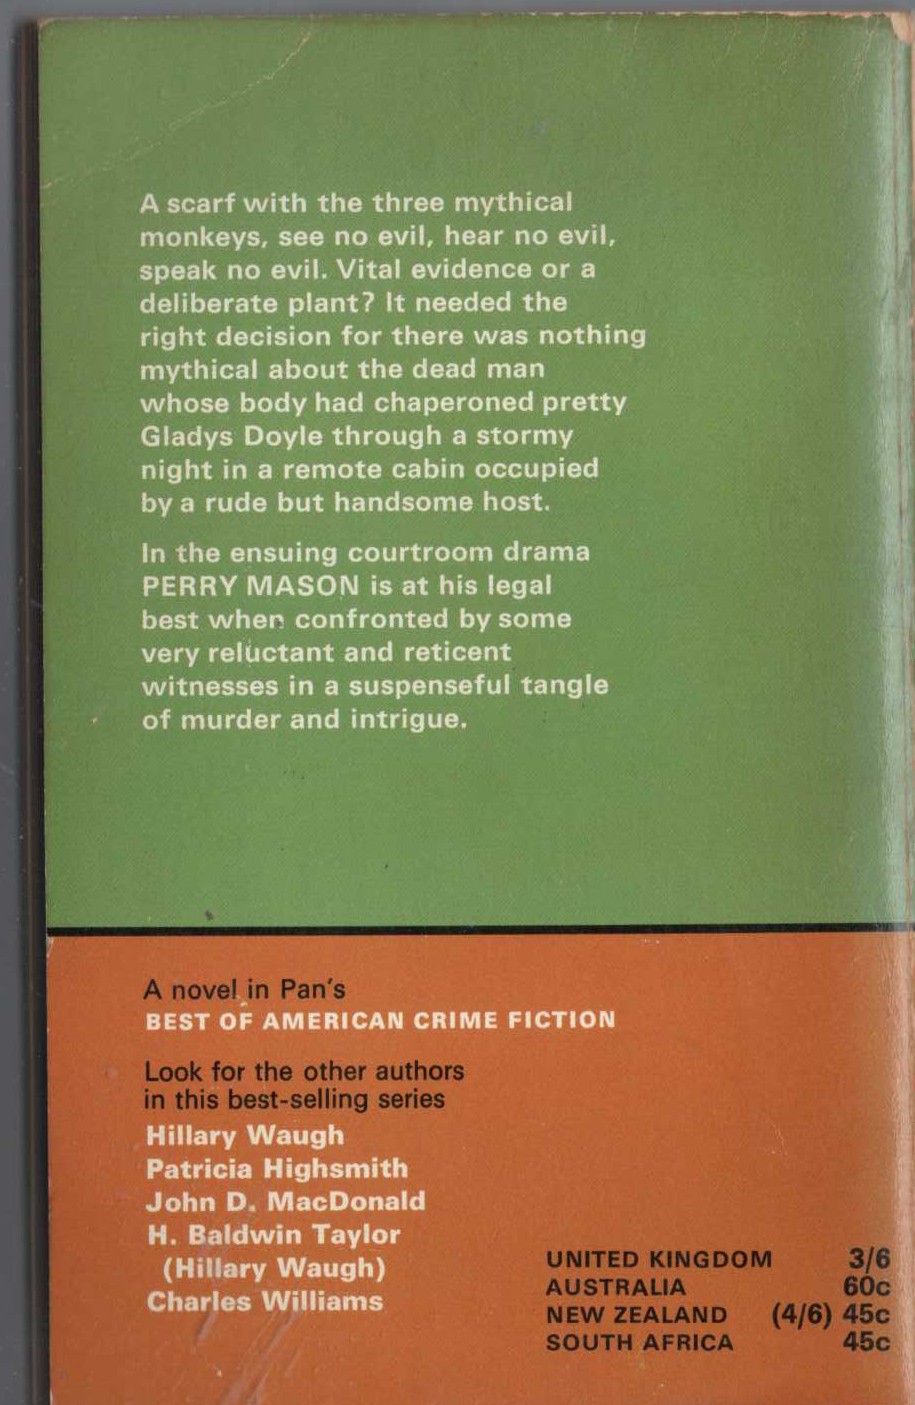 A scarf with the three mythical
monkeys, see no evil, hear no evil,
speak no evil. Vital evidence or a
deliberate plant? It needed the
right decision for there was nothing
mythical about the dead man
whose body had chaperoned pretty
Gladys Doyle through a stormy
night in a remote cabin occupied
by a rude but handsome host.
In the ensuing courtroom drama
PERRY MASON is at his legal
best when confronted by some
very reluctant and reticent
witnesses in a suspenseful tangle
of murder and intrigue.
A novel in Pan's
BEST OF AMERICAN CRIME FICTION
Look for the other authors
in this best-selling series
Hillary Waugh
Patricia Highsmith
John D. MacDonald
H. Baldwin Taylor
(Hillary Waugh)
Charles Williams
UNITED KINGDOM 3/6
AUSTRALIA 60c
NEW ZEALAND (4/6) 45c
SOUTH AFRICA 45c